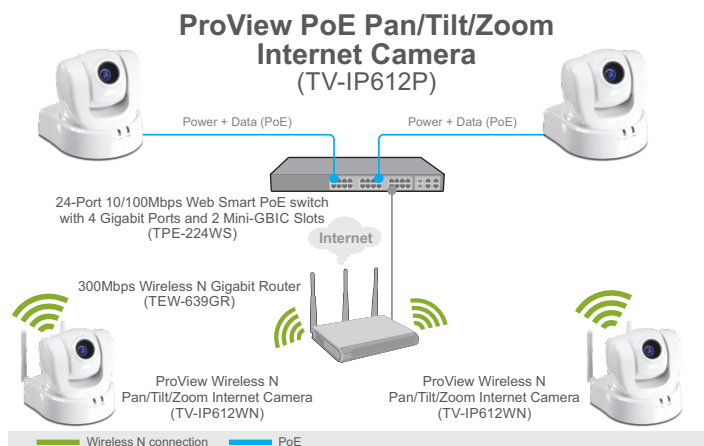 ProView PoE Pan/Tilt/Zoom
Internet Camera
(TV-IP612P)
Power + Data (PoE)
Power + Data (PoE)
24-Port 10/100Mbps Web Smart PoE switch
with 4 Gigabit Ports and 2 Mini-GBIC Slots
(TPE-224WS)
Internet
300Mbps Wireless N Gigabit Router
(TEW-639GR)
ProView Wireless N
Pan/Tilt/Zoom Internet Camera
(TV-IP612WN)
ProView Wireless N
Pan/Tilt/Zoom Internet Camera
(TV-IP612WN)
Wireless N connection
PoE